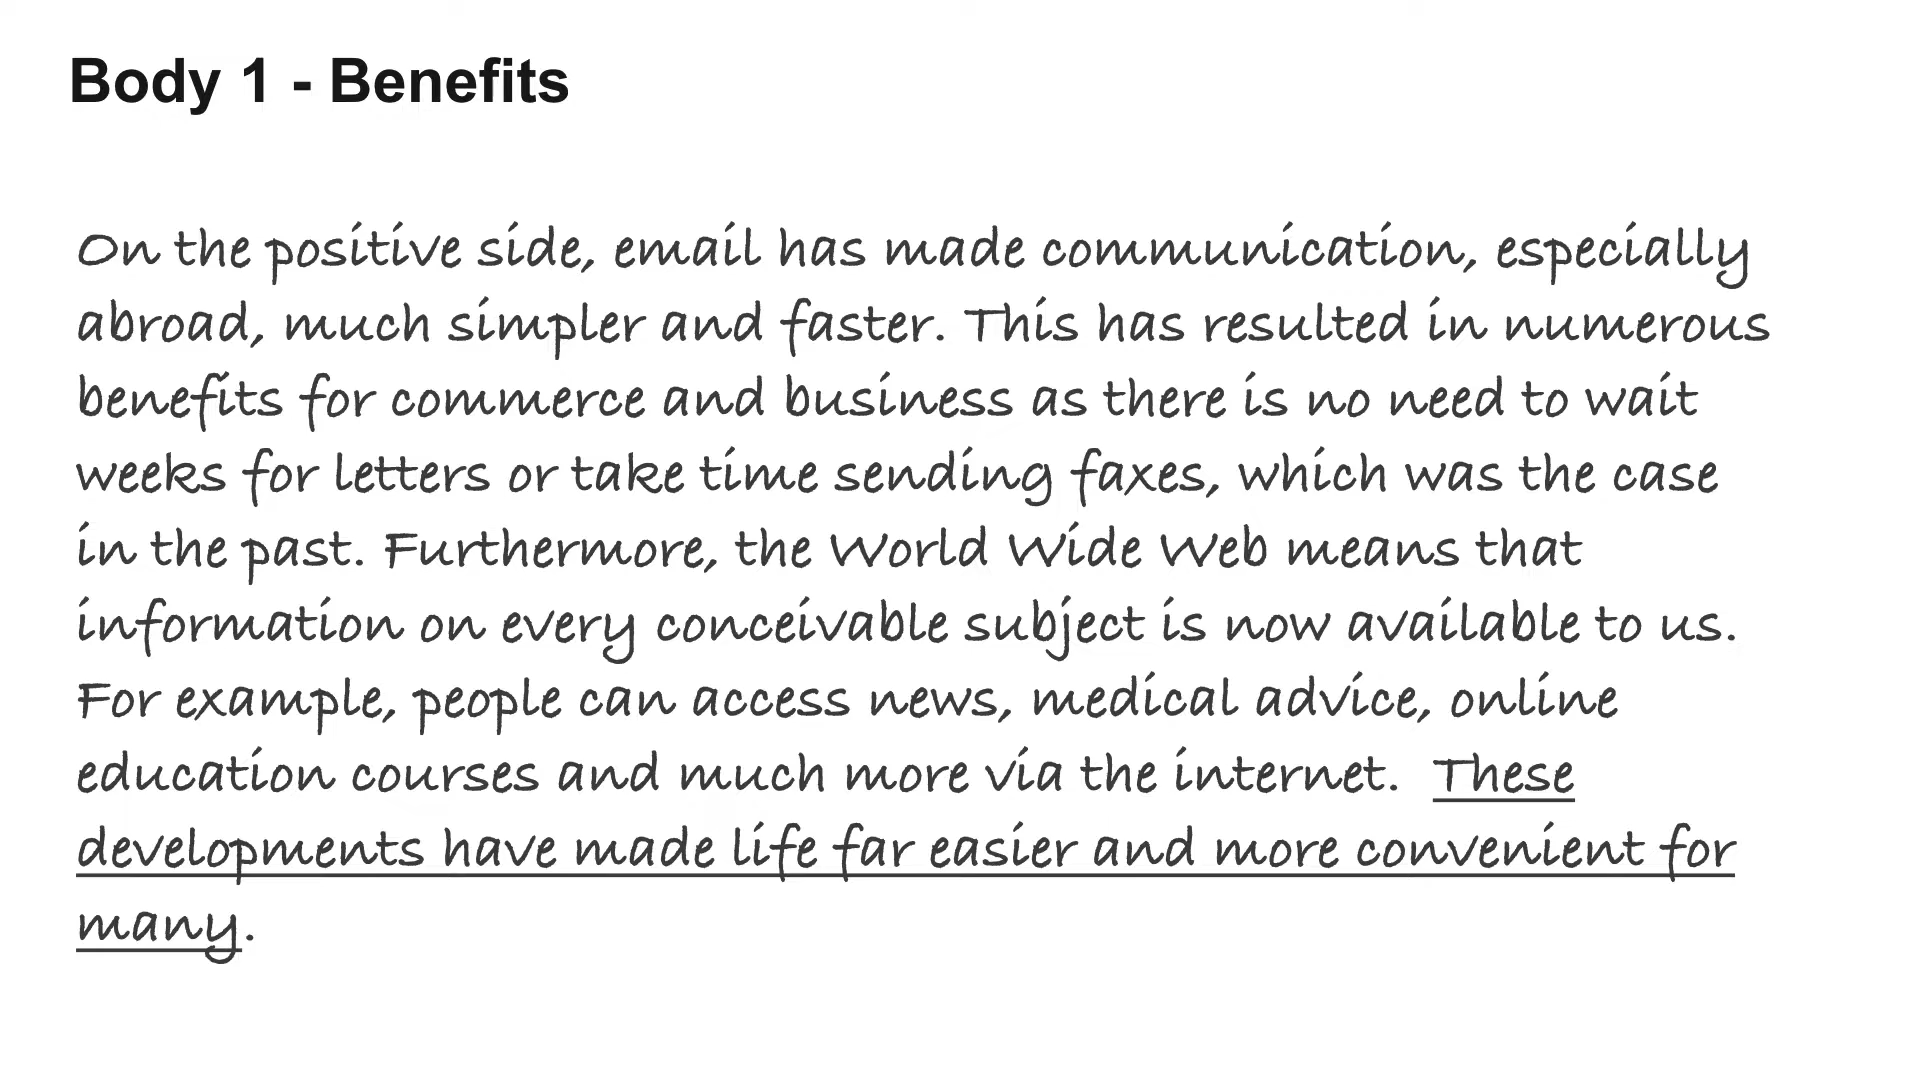 Body 1 - Benefits
On the positive side, email has made communication, especially
abroad, much simpler and faster. This has resulted in numerous
benefits for commerce and business as there is no need to wait
weeks for letters or take time sending faxes, which was the case
in the past. Furthermore, the World Wide Web means that
information on every conceivable subject is now available to us.
For example, people can access news, medical advice, online
education courses and much more via the internet. These
developments have made life far easier and more convenient for
many.